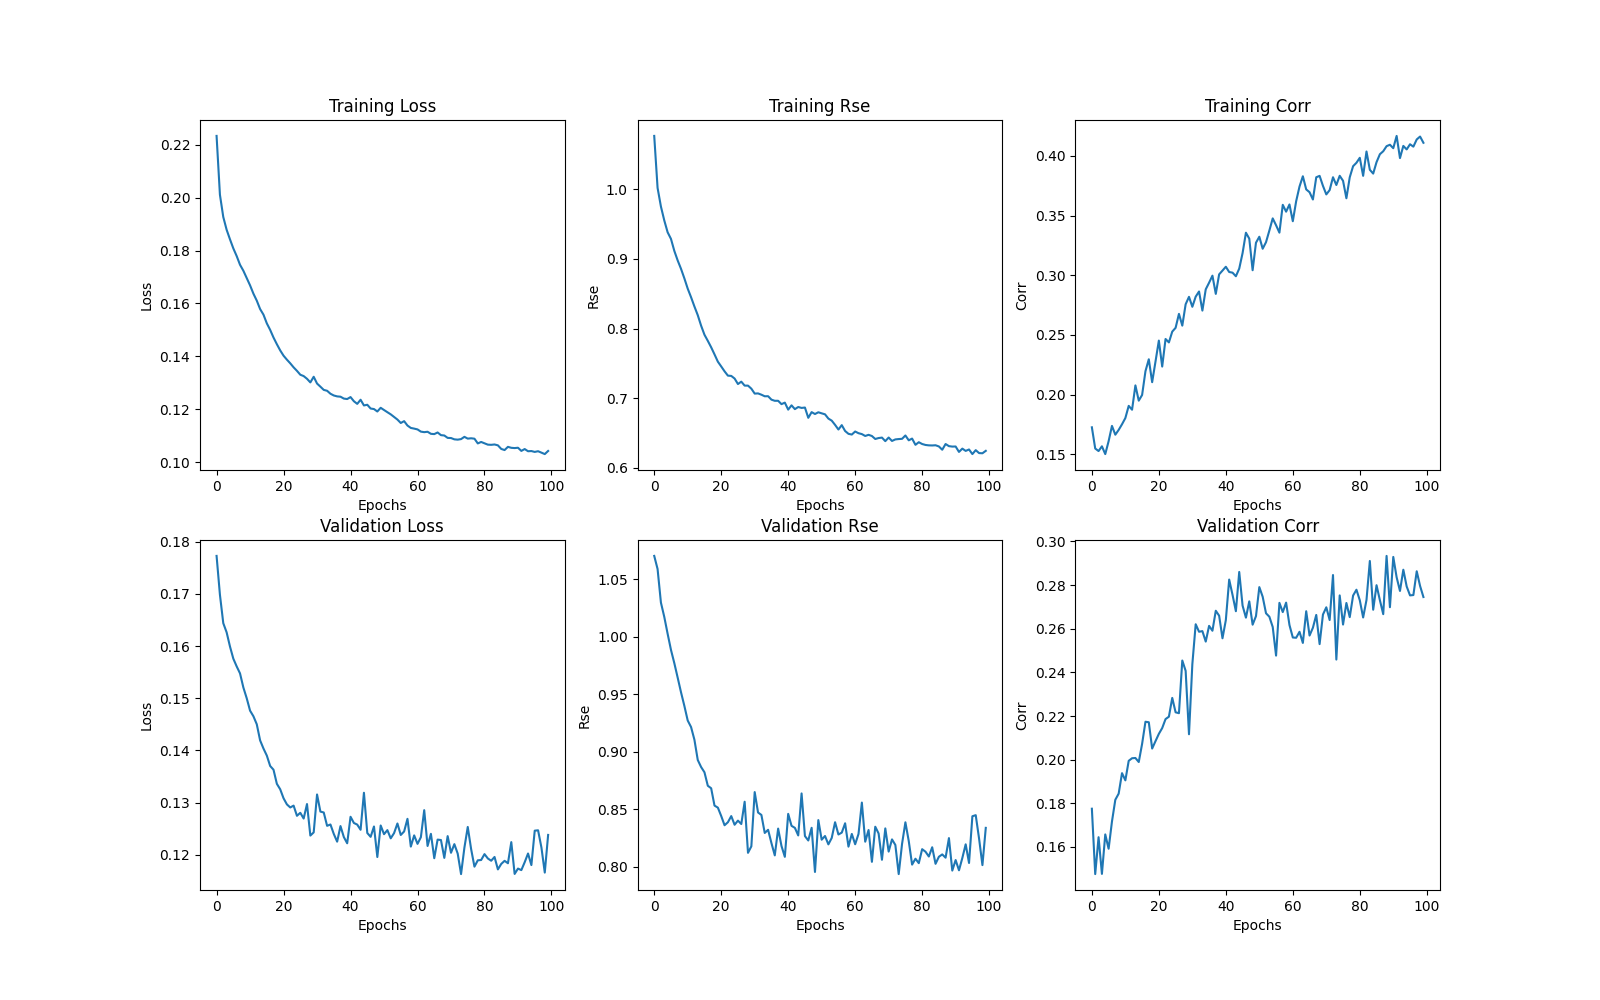 Training Loss
Training Rse
Training Corr
0.22
0.20
0.18
0.16
0.14
0.12
0.10
Loss
0 20 40 60 80 100
Epochs
1.0
0.9
0.8
0.7
0.6
Rse
0 20 40 60 80 100
Epochs
0.40
0.35
0.30
0.25
0.20
0.15
Corr
0 20 40 60 80 100
Epochs
Validation Loss
Validation Rse
Validation Corr
0.18
0.17
0.16
0.15
0.14
0.13
0.12
Loss
0 20 40 60 80 100
Epochs
1.05
1.00
0.95
0.90
0.85
0.80
Rse
0 20 40 60 80 100
Epochs
0.30
0.28
0.26
0.24
0.22
0.20
0.18
0.16
Corr
0 20 40 60 80 100
Epochs